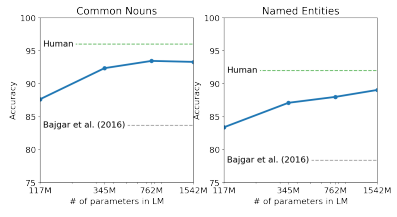 Common Nouns
100
95
90
85
80
75
Accuracy
Human
Bajgar et al. (2016)
117M 345M 762M 1542M
# of parameters in LM
Named Entities
100
95
90
85
80
75
Accuracy
Human
Bajgar et al. (2016)
117M 345M 762M 1542M
# of parameters in LM